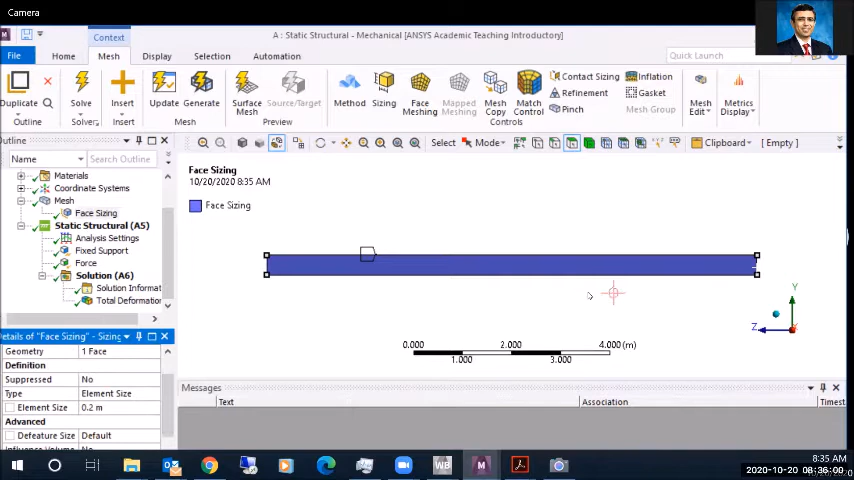 Camera
Context
A : Static Structural - Mechanical [ANSYS Academic Teaching Introductory]
File
Home
Mesh
Display
Selection
Automation
Quick Launch
Duplicate
Outline
Solve
Solver
Insert
Insert
Update
Generate
Mesh
Surface Mesh
Source/Target
Preview
Method
Sizing
Face Meshing
Mapped Meshing
Mesh Copy
Match Control
Contact Sizing
Refinement
Pinch
Controls
Inflation
Gasket
Mesh Group
Mesh Edit
Metrics Display
Outline
Name
Search Outline
Select
Mode
Clipboard
[ Empty ]
Materials
Coordinate Systems
Mesh
Face Sizing
Static Structural (A5)
Analysis Settings
Fixed Support
Force
Solution (A6)
Solution Informat
Total Deformation
Face Sizing
10/20/2020 8:35 AM
Face Sizing
0.000
2.000
4.000 (m)
1.000
3.000
Y
Z
Details of "Face Sizing" - Sizing
Geometry 1 Face
Definition
Suppressed No
Type Element Size
Element Size 0.2 m
Advanced
Defeature Size Default
Messages
Text
Association
Timest
WB
M
8:35 AM
2020-10-20 08:36:00